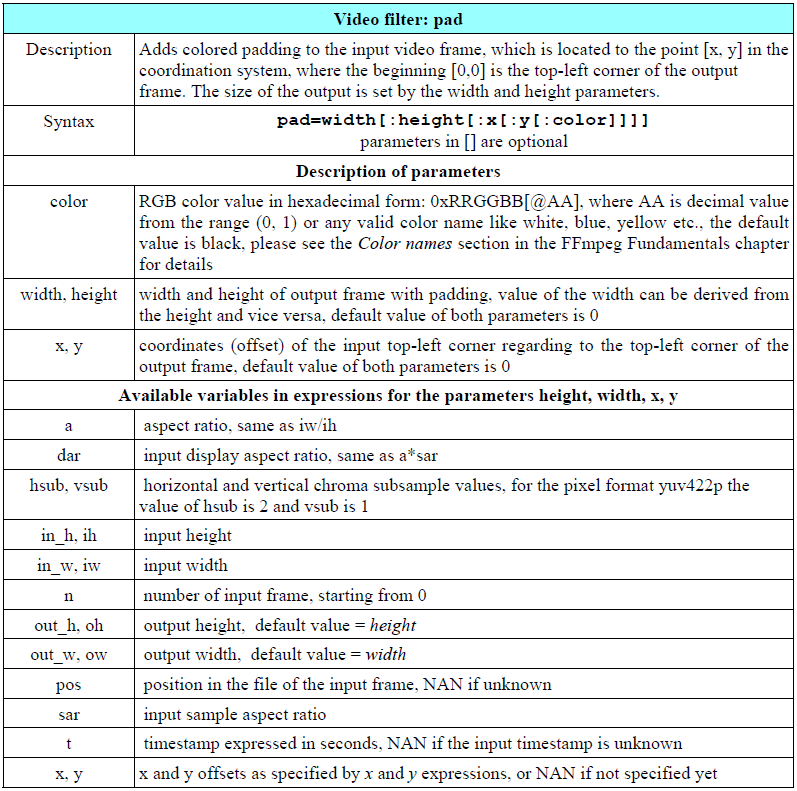 Video filter: pad
Description
Adds colored padding to the input video frame, which is located to the point [x, y] in the
coordination system, where the beginning [0,0] is the top-left corner of the output
frame. The size of the output is set by the width and height parameters.
Syntax
pad=width[:height[:x[:y[:color]]]]
parameters in [] are optional
Description of parameters
color
RGB color value in hexadecimal form: 0xRRGGBB[@AA], where AA is decimal value
from the range (0, 1) or any valid color name like white, blue, yellow etc., the default
value is black, please see the Color names section in the FFmpeg Fundamentals chapter
for details
width, height
width and height of output frame with padding, value of the width can be derived from
the height and vice versa, default value of both parameters is 0
x, y
coordinates (offset) of the input top-left corner regarding to the top-left corner of the
output frame, default value of both parameters is 0
Available variables in expressions for the parameters height, width, x, y
a
aspect ratio, same as iw/ih
dar
input display aspect ratio, same as a*sar
hsub, vsub
horizontal and vertical chroma subsample values, for the pixel format yuv422p the
value of hsub is 2 and vsub is 1
in_h, ih
input height
in_w, iw
input width
n
number of input frame, starting from 0
out_h, oh
output height, default value = height
out_w, ow
output width, default value = width
pos
position in the file of the input frame, NAN if unknown
sar
input sample aspect ratio
t
timestamp expressed in seconds, NAN if the input timestamp is unknown
x, y
x and y offsets as specified by x and y expressions, or NAN if not specified yet